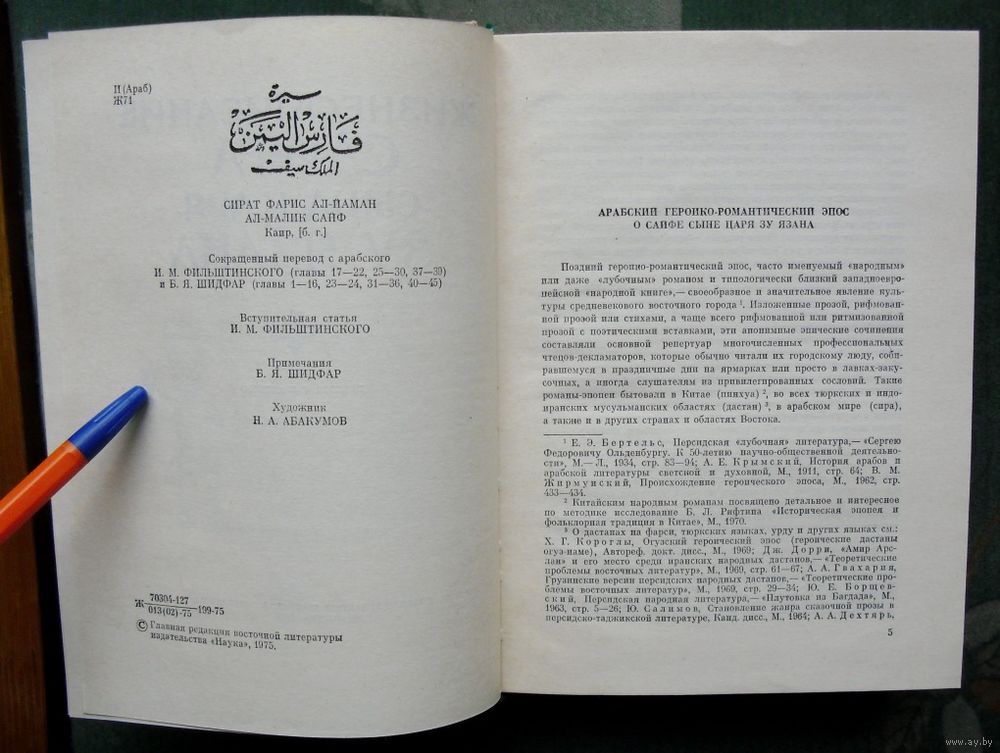 И(Араб)
Ж71
سيرة
فارس اليمن
الملك سيف
СИРАТ ФАРИС АЛ-ЙАМАН
АЛ-МАЛИК САЙФ
Каир, [б. г.]
Сокращенный перевод с арабского
И. М. ФИЛЬШТИНСКОГО (главы 17—22, 25—30, 37—39)
и Б. Я. ШИДФАР (главы 1—16, 23—24, 31—36, 40—45)
Вступительная статья
И. М. ФИЛЬШТИНСКОГО
Примечания
Б. Я. ШИДФАР
Художник
Н. А. АБАКУМОВ
Ж 70304-127
013(02)-75 199-75
© Главная редакция восточной литературы
издательства «Наука», 1975.
АРАБСКИЙ ГЕРОИКО-РОМАНТИЧЕСКИЙ ЭПОС
О САЙФЕ СЫНЕ ЦАРЯ ЗУ ЯЗАНА
Поздний героико-романтический эпос, часто именуемый «народным»
или даже «лубочным» романом и типологически близкий западноевро-
пейсной «народной книге»,— своеобразное и значительное явление куль-
туры средневекового восточного города ¹. Изложенные прозой, рифмован-
ной прозой или стихами, а чаще всего рифмованной или ритмизованной
прозой с поэтическими вставками, эти анонимные эпические сочинения
составляли основной репертуар многочисленных профессиональных
чтецов-декламаторов, которые обычно читали их городскому люду, соби-
равшемуся в праздничные дни на ярмарках или просто в лавках-заку-
сочных, а иногда слушателям из привилегированных сословий. Такие
романы-эпопеи бытовали в Китае (пинхуа) ², во всех тюркских и индо-
иранских мусульманских областях (дастан) ³, в арабском мире (сира),
а также и в других странах и областях Востока.
¹ Е. Э. Бертельс, Персидская «лубочная» литература,— «Сергею
Федоровичу Ольденбургу. К 50-летию научно-общественной деятельно-
сти», М.— Л., 1934, стр. 83—94; А. Е. Крымский, История арабов и
арабской литературы светской и духовной, М., 1911, стр. 64; В. М.
Жирмунский, Происхождение героического эпоса, М., 1962, стр.
433—434.
² Китайским народным романам посвящено детальное и интересное
по методике исследование Б. Л. Рифтина «Историческая эпопея и
фольклорная традиция в Китае», М., 1970.
³ О дастанах на фарси, тюркских языках, урду и других языках см.:
Х. Г. Короглы, Огузский героический эпос (героические дастаны
огуз-наме), Автореф. докт. дисс., М., 1969; Дж. Дорри, «Амир Арс-
лан» и его место среди иранских народных дастанов,— «Теоретические
проблемы восточных литератур», М., 1969, стр. 61—67; А. А. Гвахария,
Грузинские версии персидских народных дастанов,— «Теоретические про-
блемы восточных литератур», М., 1969, стр. 29—34; Ю. Е. Борщев-
ский, Персидская народная литература,— «Плутовка из Багдада», М.,
1963, стр. 5—26; Ю. Салимов, Становление жанра сказочной прозы в
персидско-таджикской литературе, Канд. дисс., М., 1964; А. А. Дехтярь,
5
www.ay.by